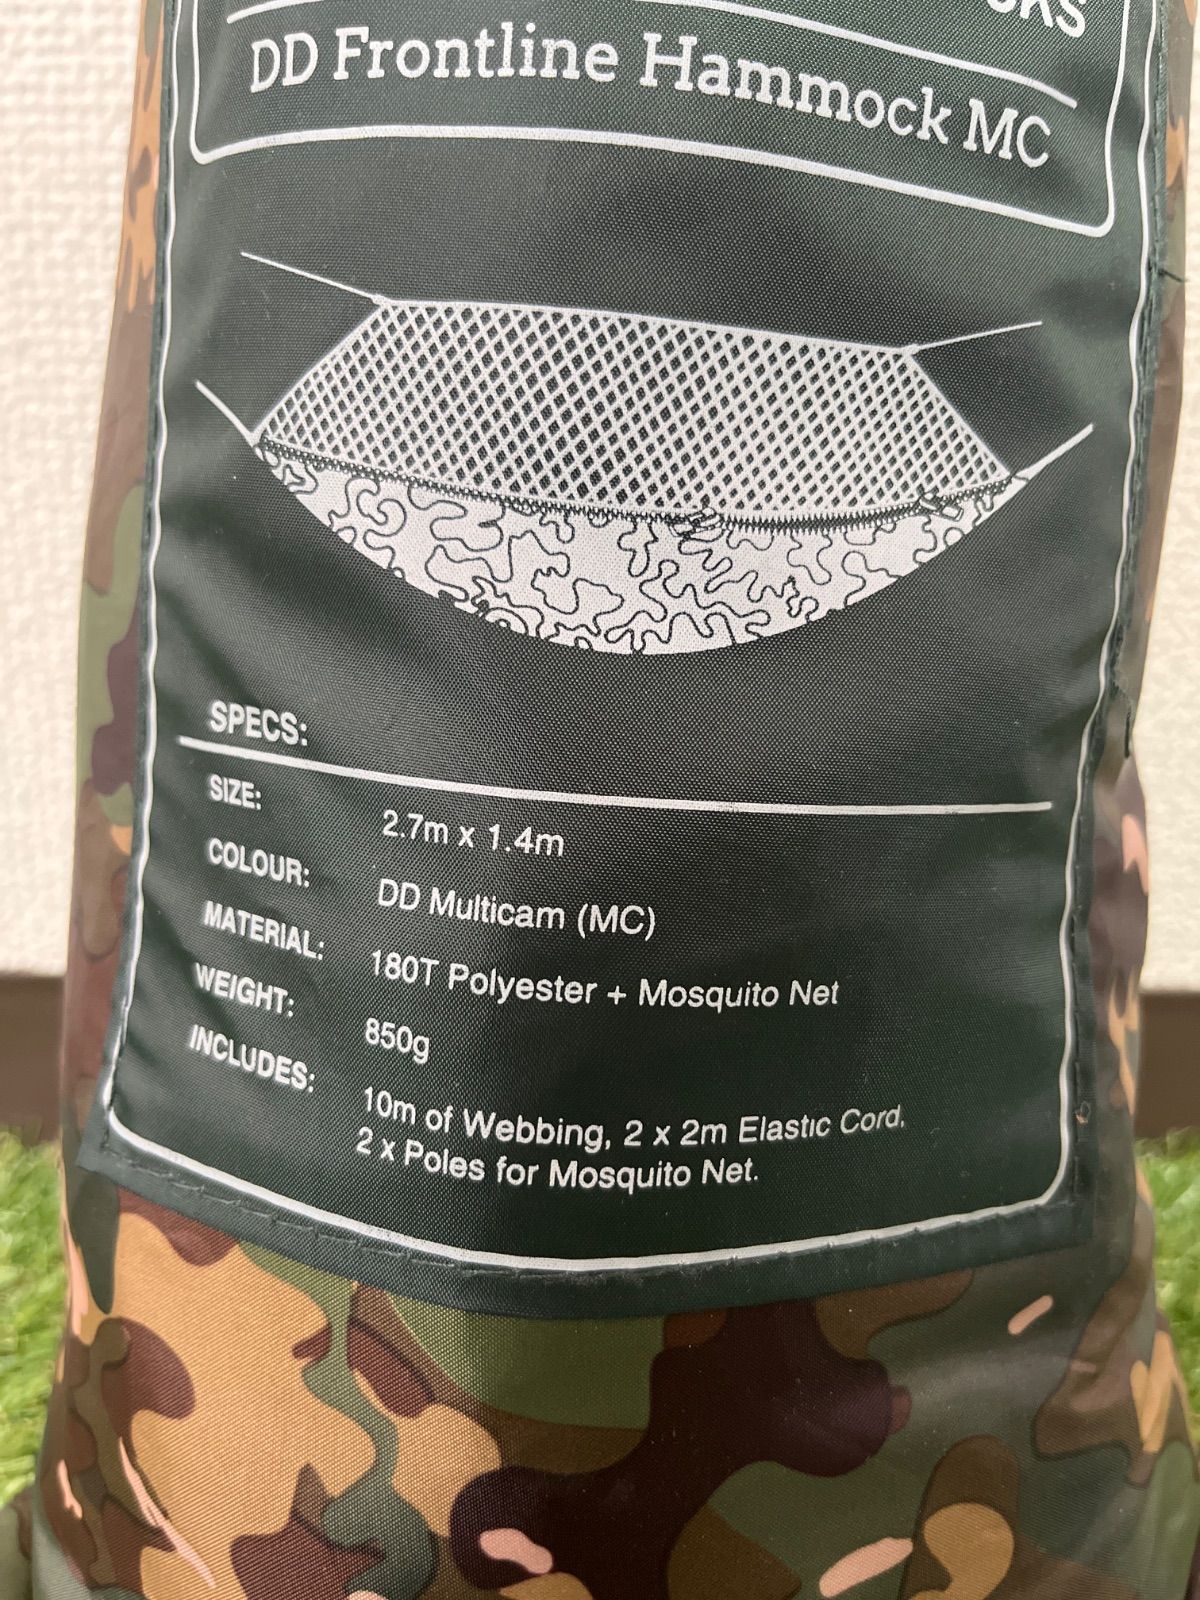 DD Frontline Hammock MC
SPECS:
SIZE: 2.7m x 1.4m
COLOUR: DD Multicam (MC)
MATERIAL: 180T Polyester + Mosquito Net
WEIGHT: 850g
INCLUDES: 10m of Webbing, 2 x 2m Elastic Cord,
2 x Poles for Mosquito Net.